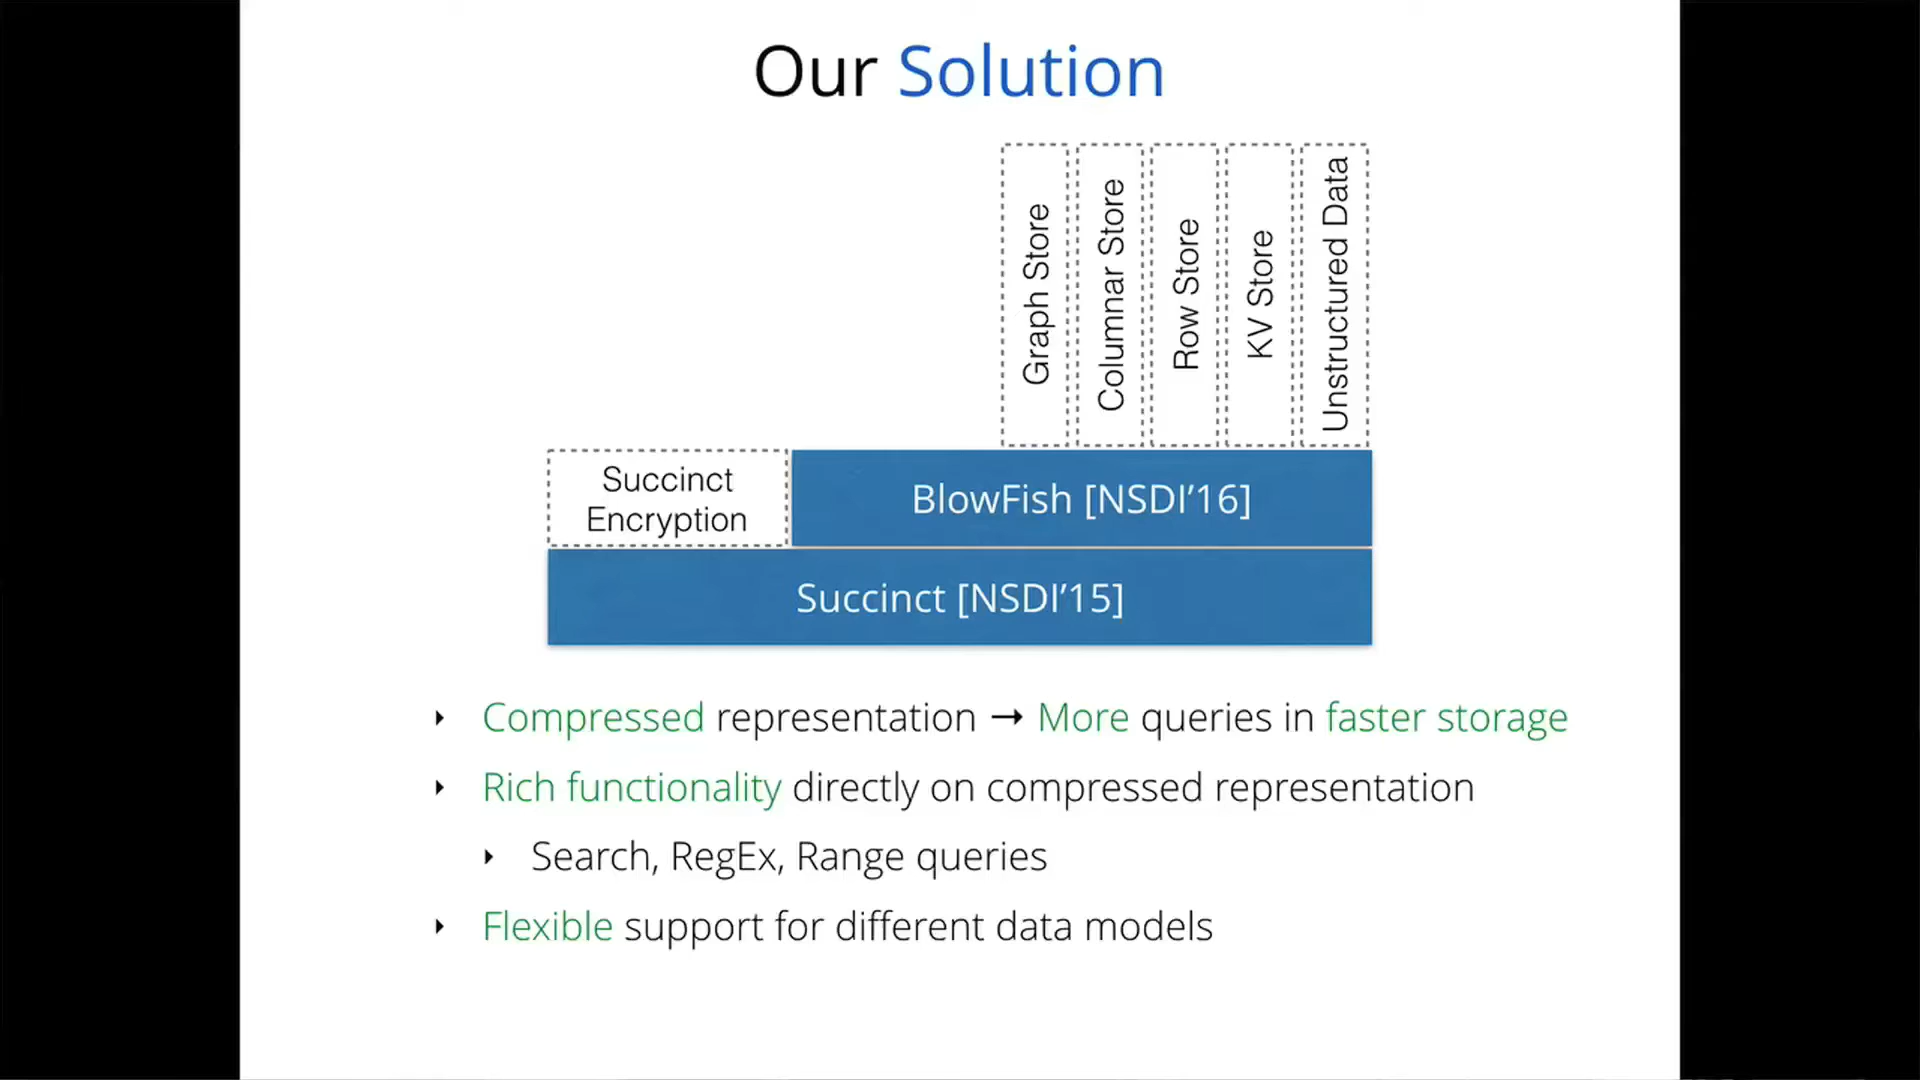 Our Solution
Graph Store
Columnar Store
Row Store
KV Store
Unstructured Data
Succinct
Encryption
BlowFish [NSDI’16]
Succinct [NSDI’15]
‣ Compressed representation → More queries in faster storage
‣ Rich functionality directly on compressed representation
‣ Search, RegEx, Range queries
‣ Flexible support for different data models